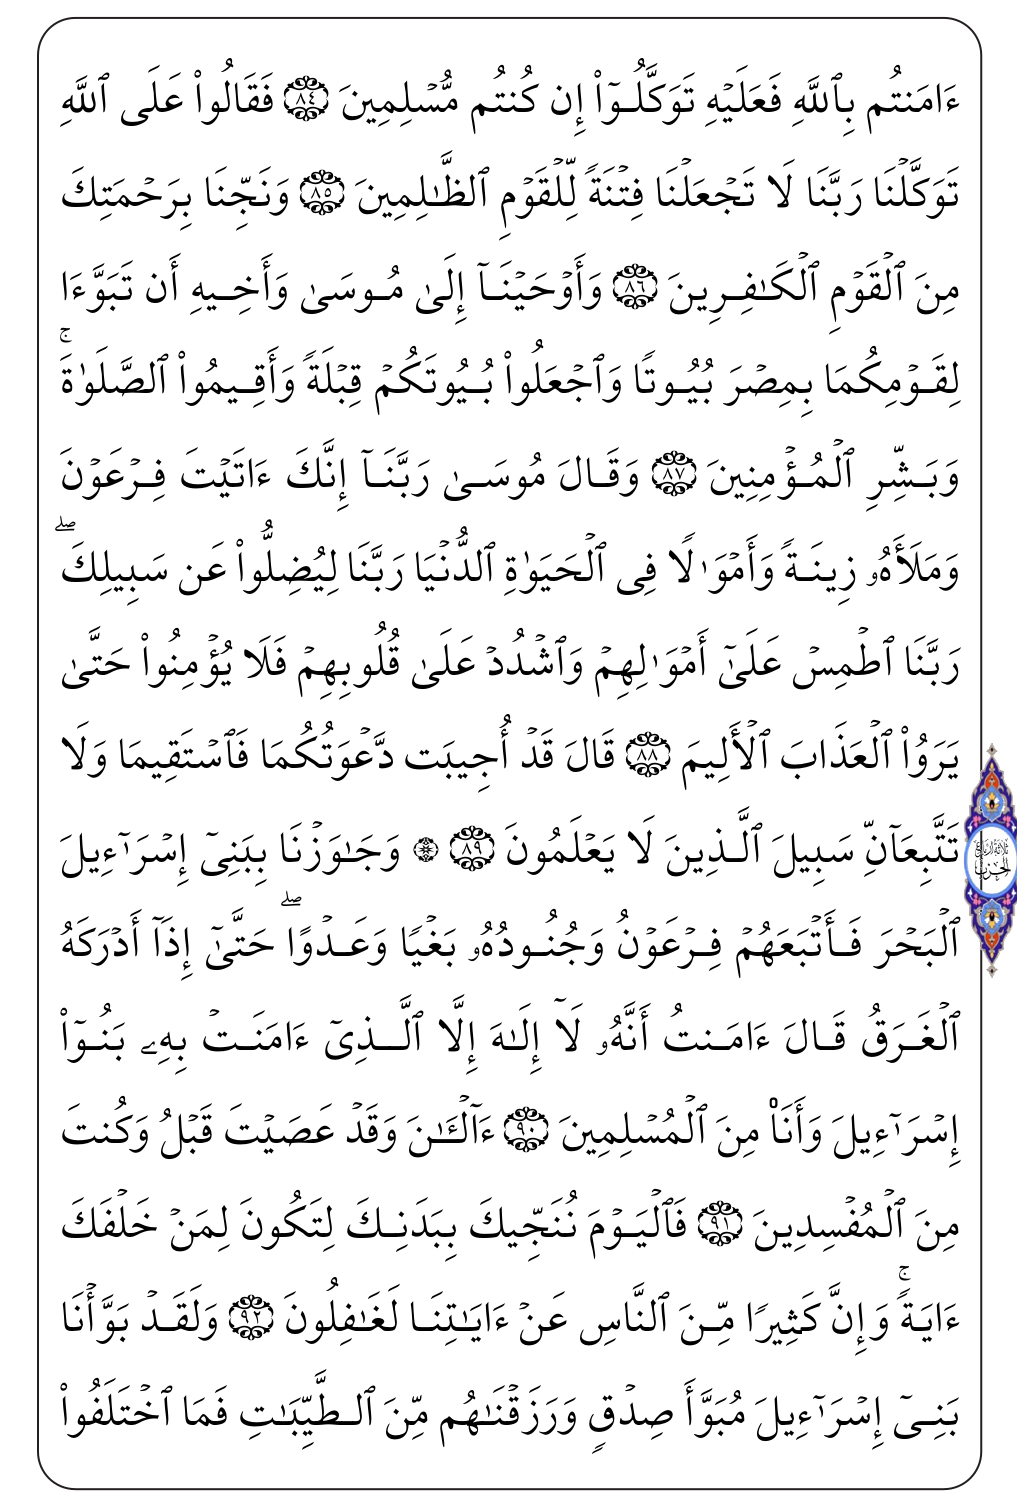 ءَامَنتُم بِٱللَّهِ فَعَلَيۡهِ تَوَكَّلُوٓاْ إِن كُنتُم مُّسۡلِمِينَ ٨٤ فَقَالُواْ عَلَى ٱللَّهِ
تَوَكَّلۡنَا رَبَّنَا لَا تَجۡعَلۡنَا فِتۡنَةٗ لِّلۡقَوۡمِ ٱلظَّٰلِمِينَ ٨٥ وَنَجِّنَا بِرَحۡمَتِكَ
مِنَ ٱلۡقَوۡمِ ٱلۡكَٰفِرِينَ ٨٦ وَأَوۡحَيۡنَآ إِلَىٰ مُوسَىٰ وَأَخِيهِ أَن تَبَوَّءَا
لِقَوۡمِكُمَا بِمِصۡرَ بُيُوتٗا وَٱجۡعَلُواْ بُيُوتَكُمۡ قِبۡلَةٗ وَأَقِيمُواْ ٱلصَّلَوٰةَۚ
وَبَشِّرِ ٱلۡمُؤۡمِنِينَ ٨٧ وَقَالَ مُوسَىٰ رَبَّنَآ إِنَّكَ ءَاتَيۡتَ فِرۡعَوۡنَ
وَمَلَأَهُۥ زِينَةٗ وَأَمۡوَٰلٗا فِي ٱلۡحَيَوٰةِ ٱلدُّنۡيَا رَبَّنَا لِيُضِلُّواْ عَن سَبِيلِكَۖ
رَبَّنَا ٱطۡمِسۡ عَلَىٰٓ أَمۡوَٰلِهِمۡ وَٱشۡدُدۡ عَلَىٰ قُلُوبِهِمۡ فَلَا يُؤۡمِنُواْ حَتَّىٰ
يَرَوُاْ ٱلۡعَذَابَ ٱلۡأَلِيمَ ٨٨ قَالَ قَدۡ أُجِيبَت دَّعۡوَتُكُمَا فَٱسۡتَقِيمَا وَلَا
تَتَّبِعَآنِّ سَبِيلَ ٱلَّذِينَ لَا يَعۡلَمُونَ ٨٩ ۞ وَجَٰوَزۡنَا بِبَنِيٓ إِسۡرَٰٓءِيلَ
ٱلۡبَحۡرَ فَأَتۡبَعَهُمۡ فِرۡعَوۡنُ وَجُنُودُهُۥ بَغۡيٗا وَعَدۡوًاۖ حَتَّىٰٓ إِذَآ أَدۡرَكَهُ
ٱلۡغَرَقُ قَالَ ءَامَنتُ أَنَّهُۥ لَآ إِلَٰهَ إِلَّا ٱلَّذِيٓ ءَامَنَتۡ بِهِۦ بَنُوٓاْ
إِسۡرَٰٓءِيلَ وَأَنَا۠ مِنَ ٱلۡمُسۡلِمِينَ ٩٠ ءَآلۡـَٰٔنَ وَقَدۡ عَصَيۡتَ قَبۡلُ وَكُنتَ
مِنَ ٱلۡمُفۡسِدِينَ ٩١ فَٱلۡيَوۡمَ نُنَجِّيكَ بِبَدَنِكَ لِتَكُونَ لِمَنۡ خَلۡفَكَ
ءَايَةٗۚ وَإِنَّ كَثِيرٗا مِّنَ ٱلنَّاسِ عَنۡ ءَايَٰتِنَا لَغَٰفِلُونَ ٩٢ وَلَقَدۡ بَوَّأۡنَا
بَنِيٓ إِسۡرَٰٓءِيلَ مُبَوَّأَ صِدۡقٖ وَرَزَقۡنَٰهُم مِّنَ ٱلطَّيِّبَٰتِ فَمَا ٱخۡتَلَفُواْ